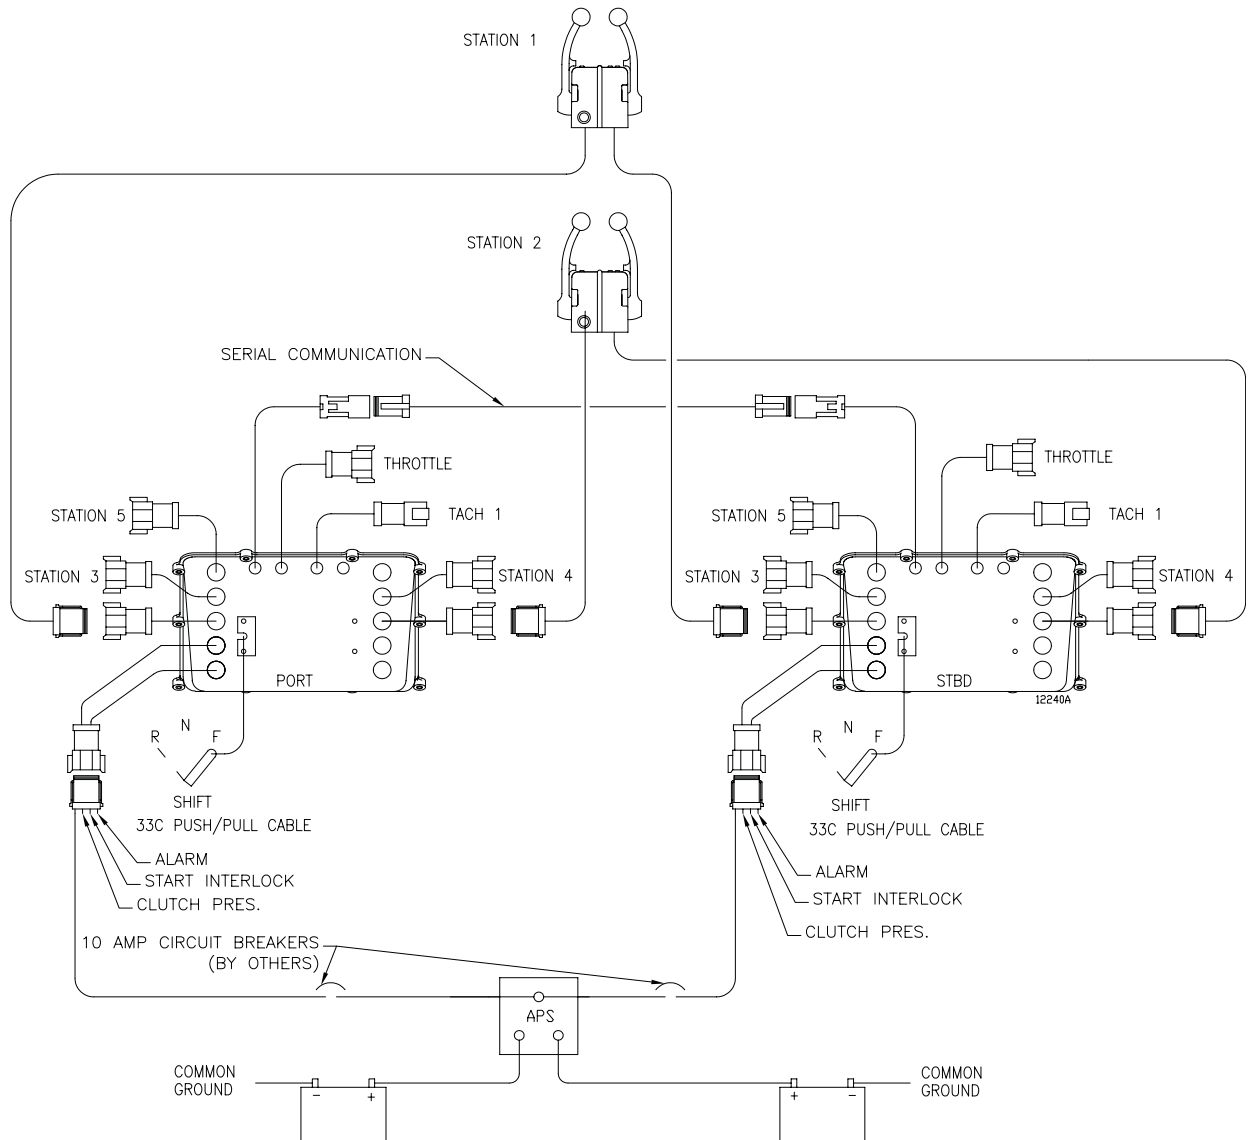 STATION 1
STATION 2
SERIAL COMMUNICATION
THROTTLE
THROTTLE
STATION 5
TACH 1
STATION 5
TACH 1
STATION 3
STATION 4
STATION 3
STATION 4
PORT
STBD
12240A
R N F
R N F
SHIFT
33C PUSH/PULL CABLE
SHIFT
33C PUSH/PULL CABLE
ALARM
START INTERLOCK
CLUTCH PRES.
ALARM
START INTERLOCK
CLUTCH PRES.
10 AMP CIRCUIT BREAKERS
(BY OTHERS)
APS
COMMON
GROUND
- +
+ -
COMMON
GROUND